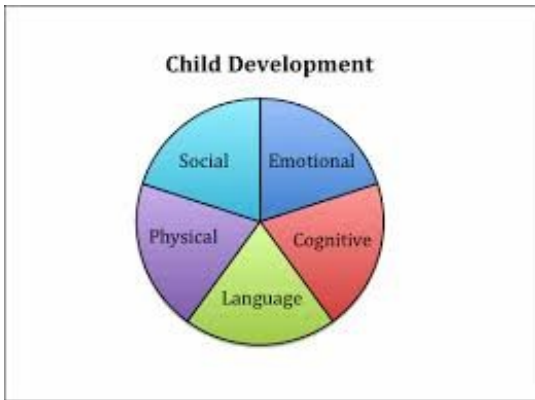 Child Development
Social
Emotional
Physical
Cognitive
Language